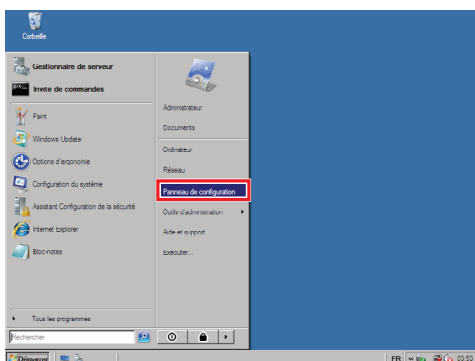 Corbeille
Gestionnaire de serveur
Invite de commandes
Paint
Windows Update
Options d'ergonomie
Configuration du système
Assistant Configuration de la sécurité
Internet Explorer
Bloc-notes
Tous les programmes
Rechercher
Administrateur
Documents
Ordinateur
Réseau
Panneau de configuration
Outils d'administration
Aide et support
Exécuter...
Démarrer
FR
00:50